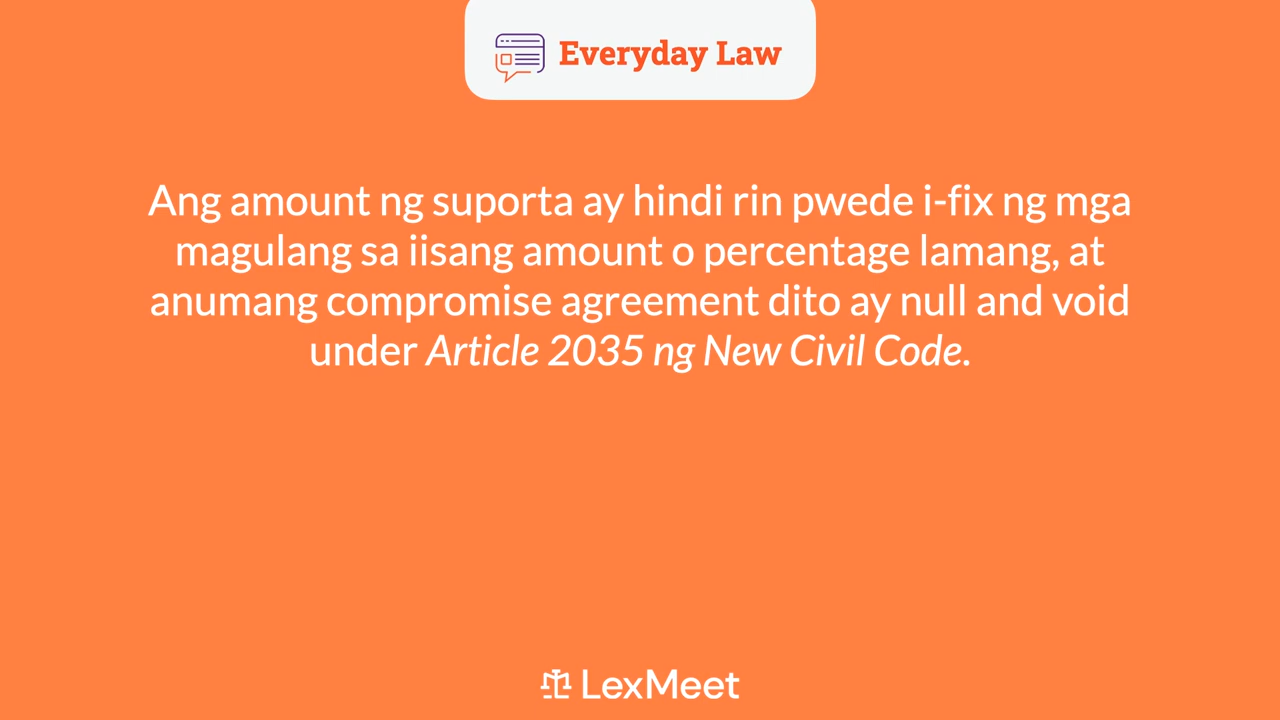 Everyday Law
Ang amount ng suporta ay hindi rin pwede i-fix ng mga
magulang sa iisang amount o percentage lamang, at
anumang compromise agreement dito ay null and void
under Article 2035 ng New Civil Code.
LexMeet